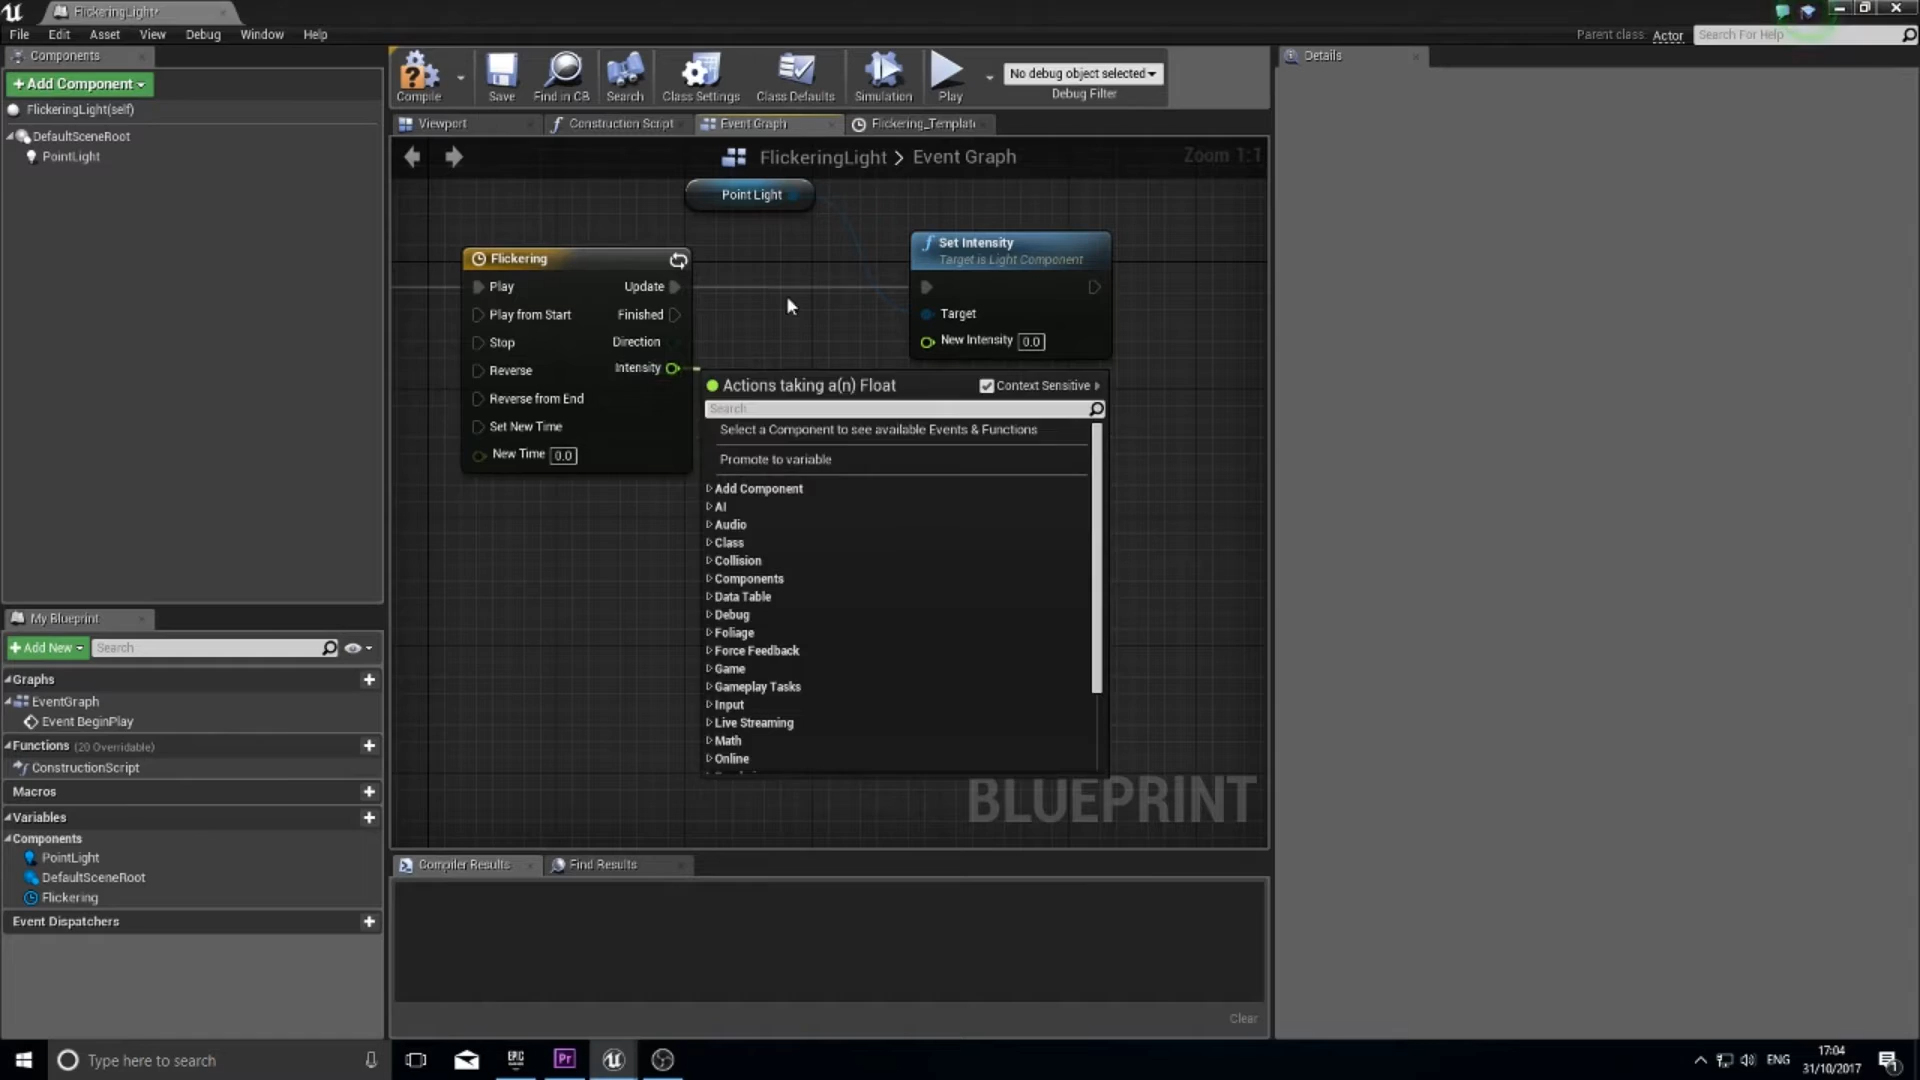 FlickeringLight*
File Edit Asset View Debug Window Help
Parent class: Actor
Search For Help
Components
+Add Component
FlickeringLight(self)
DefaultSceneRoot
PointLight
Compile
Save
Find in CB
Search
Class Settings
Class Defaults
Simulation
Play
No debug object selected
Debug Filter
Details
Viewport
Construction Script
Event Graph
Flickering_Template
FlickeringLight > Event Graph
Zoom 1:1
Point Light
Flickering
Play
Update
Play from Start
Finished
Stop
Direction
Reverse
Intensity
Reverse from End
Set New Time
New Time 0.0
Set Intensity
Target is Light Component
Target
New Intensity 0.0
Actions taking a(n) Float
Context Sensitive
Search
Select a Component to see available Events & Functions
Promote to variable
Add Component
AI
Audio
Class
Collision
Components
Data Table
Debug
Foliage
Force Feedback
Game
Gameplay Tasks
Input
Live Streaming
Math
Online
BLUEPRINT
My Blueprint
+Add New
Search
Graphs
EventGraph
Event BeginPlay
Functions (20 Overridable)
ConstructionScript
Macros
Variables
Components
PointLight
DefaultSceneRoot
Flickering
Event Dispatchers
Compiler Results
Find Results
Clear
Type here to search
EPIC
Pr
ENG
17:04
31/10/2017